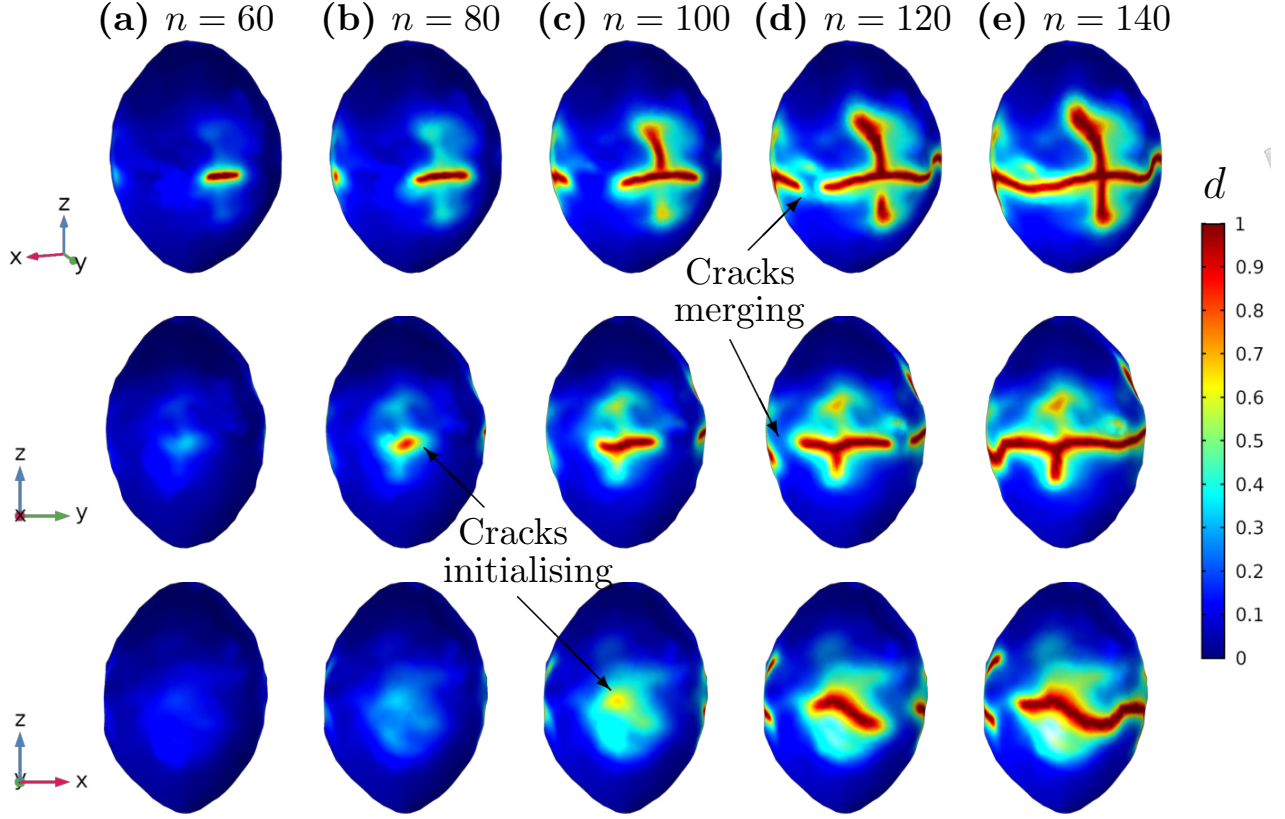 (a) n = 60
(b) n = 80
(c) n = 100
(d) n = 120
(e) n = 140
z
x
y
d
1
0.9
0.8
0.7
0.6
0.5
0.4
0.3
0.2
0.1
0
Cracks
merging
z
x
y
Cracks
initialising
z
y
x